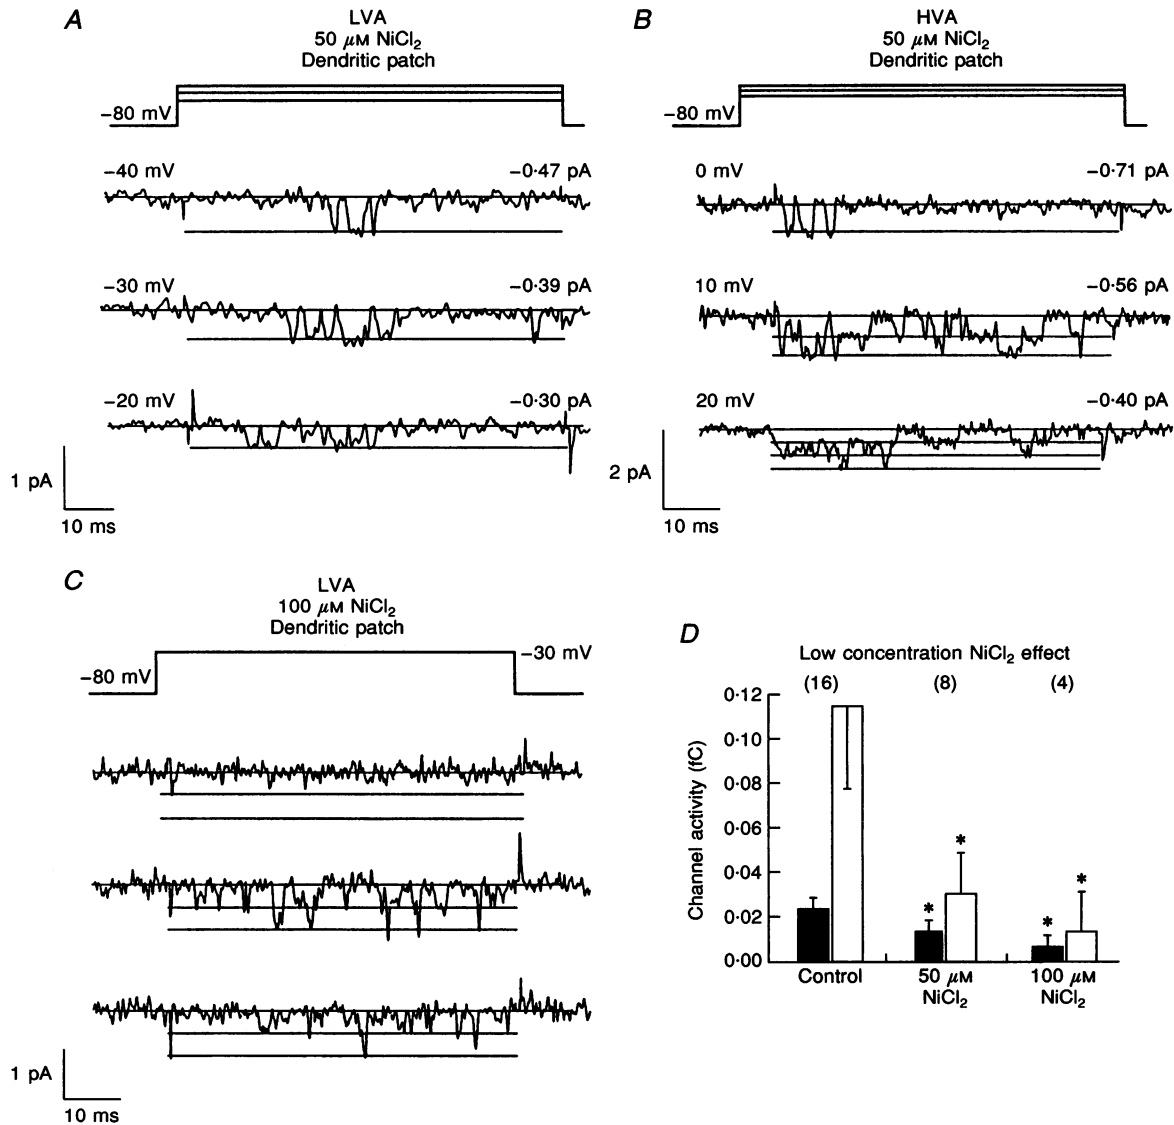 A
LVA
50 μM NiCl₂
Dendritic patch
−80 mV
−40 mV −0·47 pA
−30 mV −0·39 pA
−20 mV −0·30 pA
1 pA
10 ms
B
HVA
50 μM NiCl₂
Dendritic patch
−80 mV
0 mV −0·71 pA
10 mV −0·56 pA
20 mV −0·40 pA
2 pA
10 ms
C
LVA
100 μM NiCl₂
Dendritic patch
−80 mV −30 mV
1 pA
10 ms
D
Low concentration NiCl₂ effect
(16) (8) (4)
Channel activity (fC)
0·12
0·10
0·08
0·06
0·04
0·02
0·00
* * * *
Control 50 μM 100 μM
NiCl₂ NiCl₂